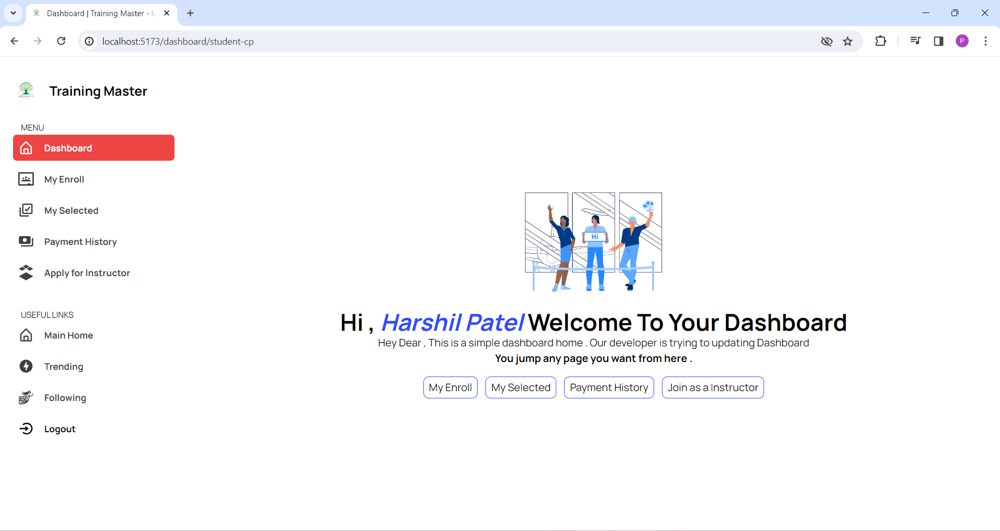 Dashboard | Training Master -
localhost:5173/dashboard/student-cp
P
Training Master
MENU
Dashboard
My Enroll
My Selected
Payment History
Apply for Instructor
USEFUL LINKS
Main Home
Trending
Following
Logout
Hi
Hi , Harshil Patel Welcome To Your Dashboard
Hey Dear , This is a simple dashboard home . Our developer is trying to updating Dashboard
You jump any page you want from here .
My Enroll My Selected Payment History Join as a Instructor